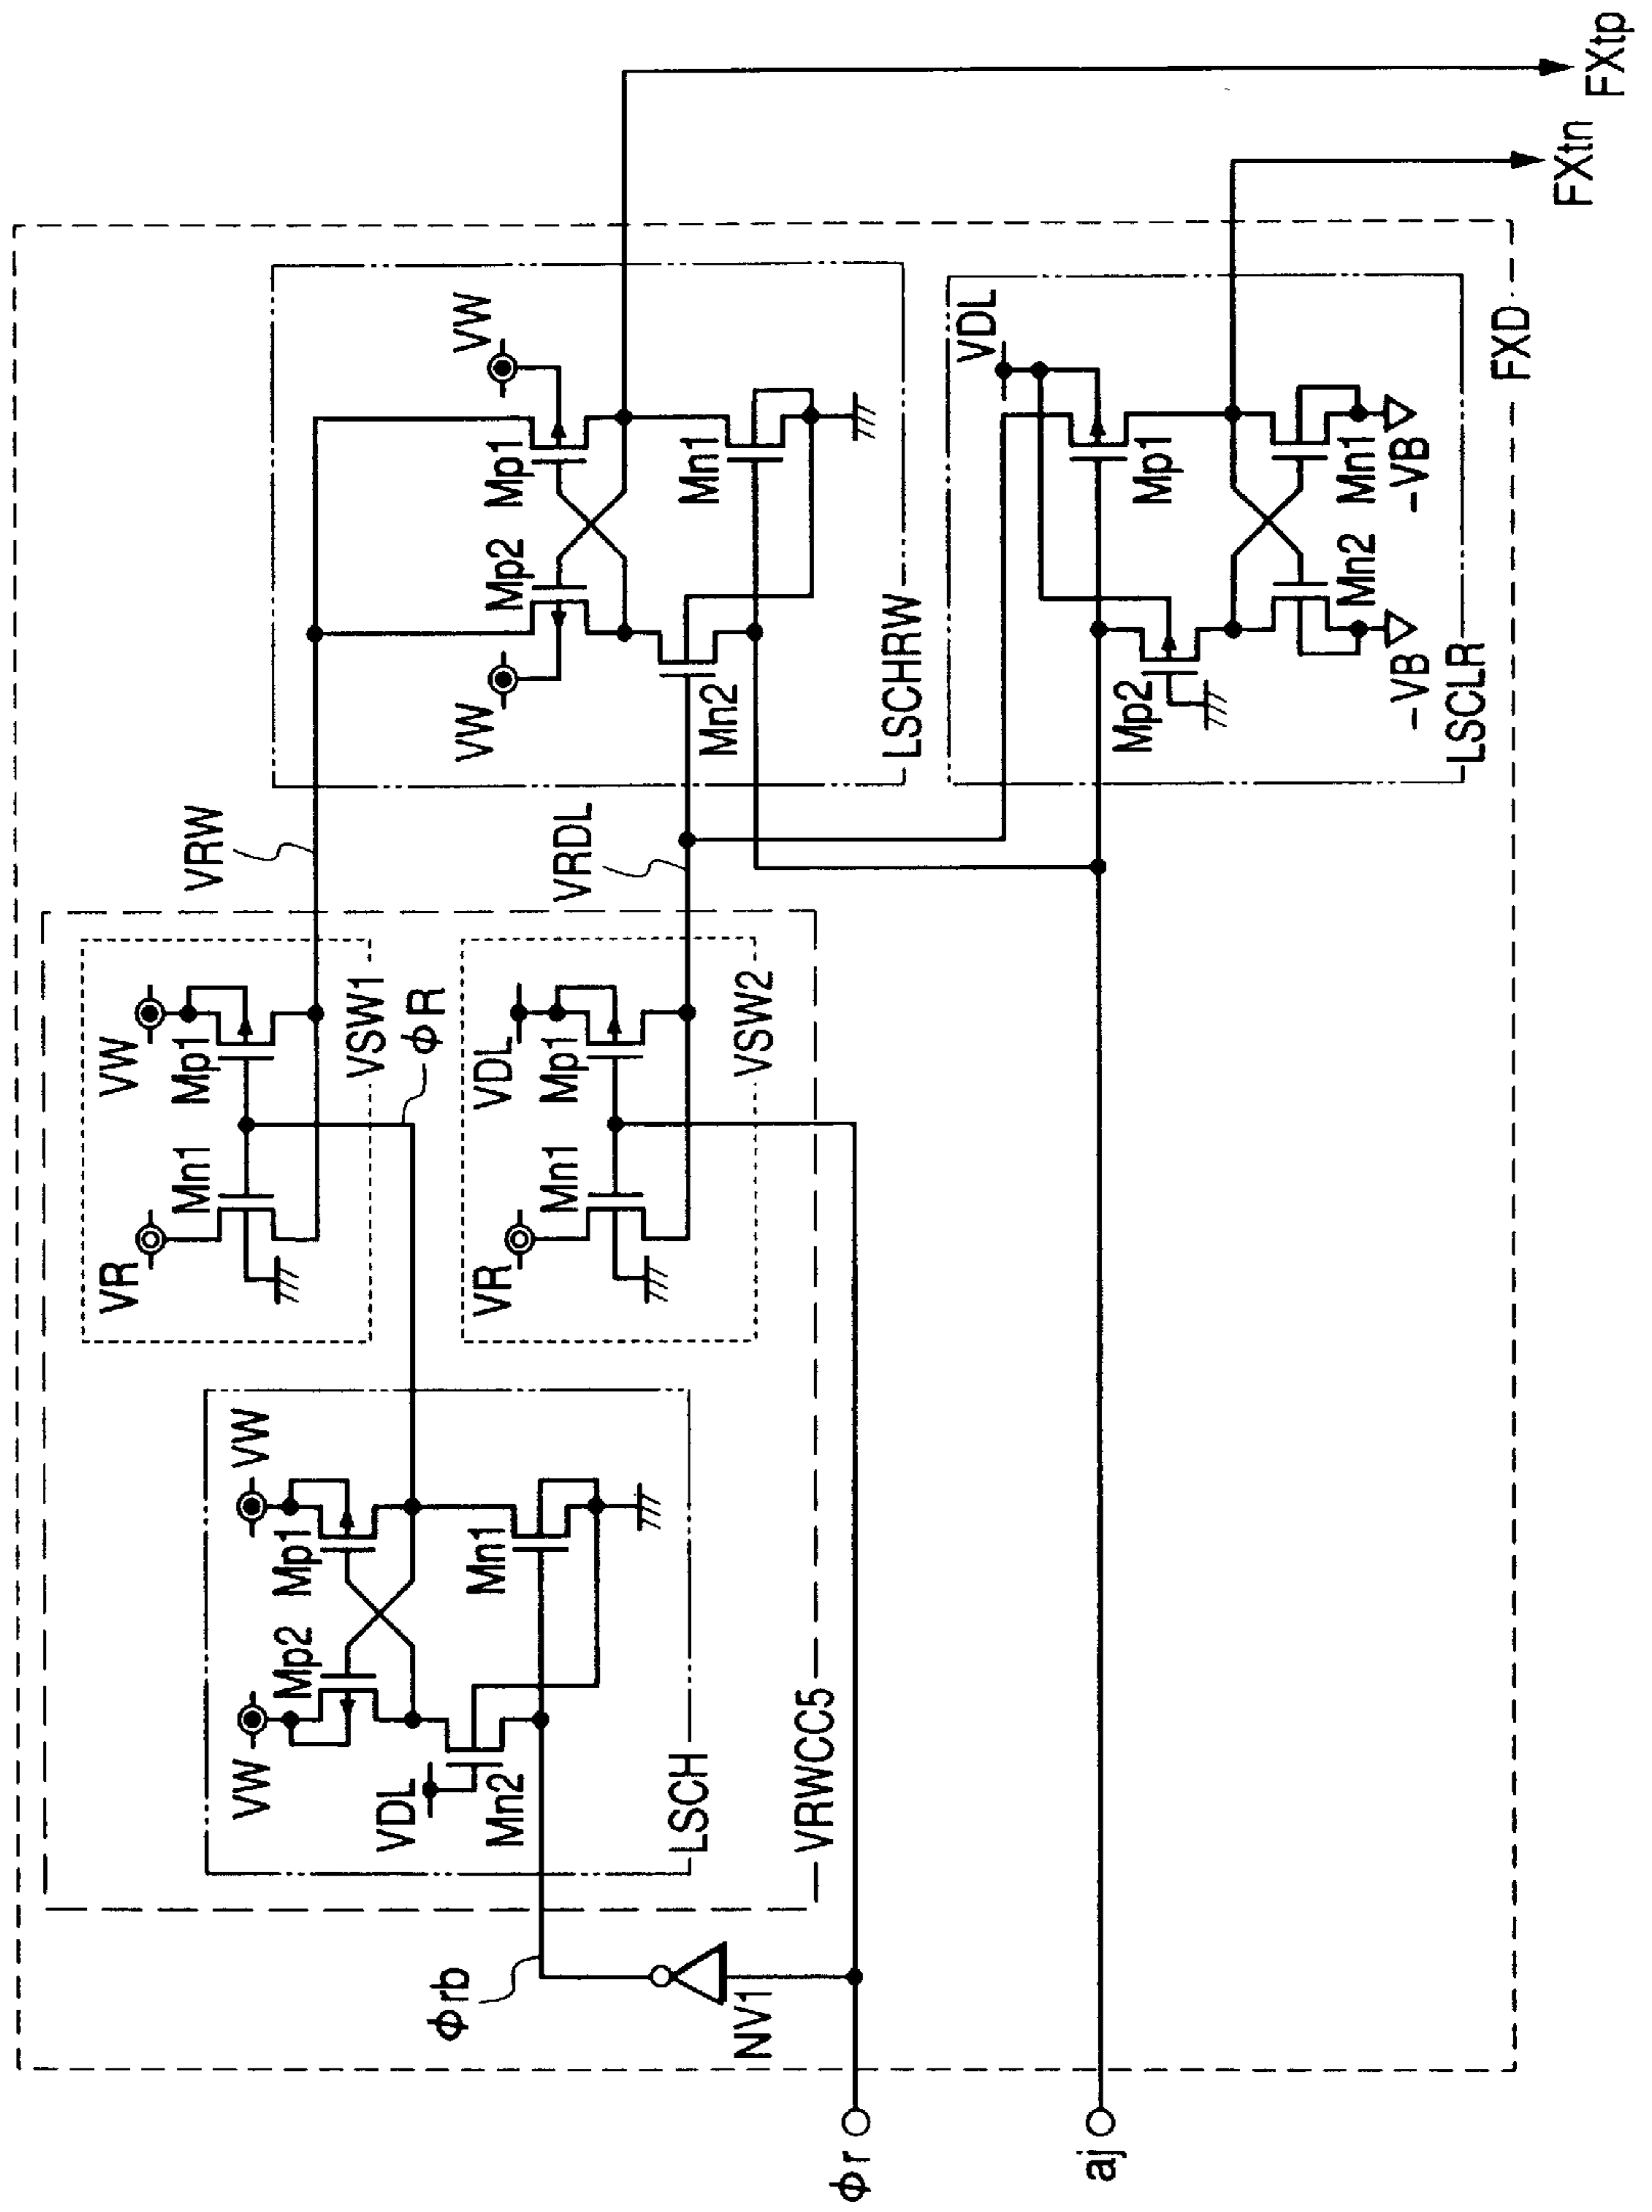 VR
Mn1
VW
Mp1
VSW1
ϕR
VRW
VW
Mp2
VW
Mp1
Mn1
Mn2
LSCHRW
VR
Mn1
VDL
Mp1
VSW2
VRDL
VW
Mp2
VW
Mp1
VDL
Mn2
Mn1
LSCH
VRWCC5
ϕrb
NV1
ϕr
aj
VDL
Mp1
Mp2
Mn2
Mn1
-VB
-VB
LSCLR
FXD
FXtn
FXtp